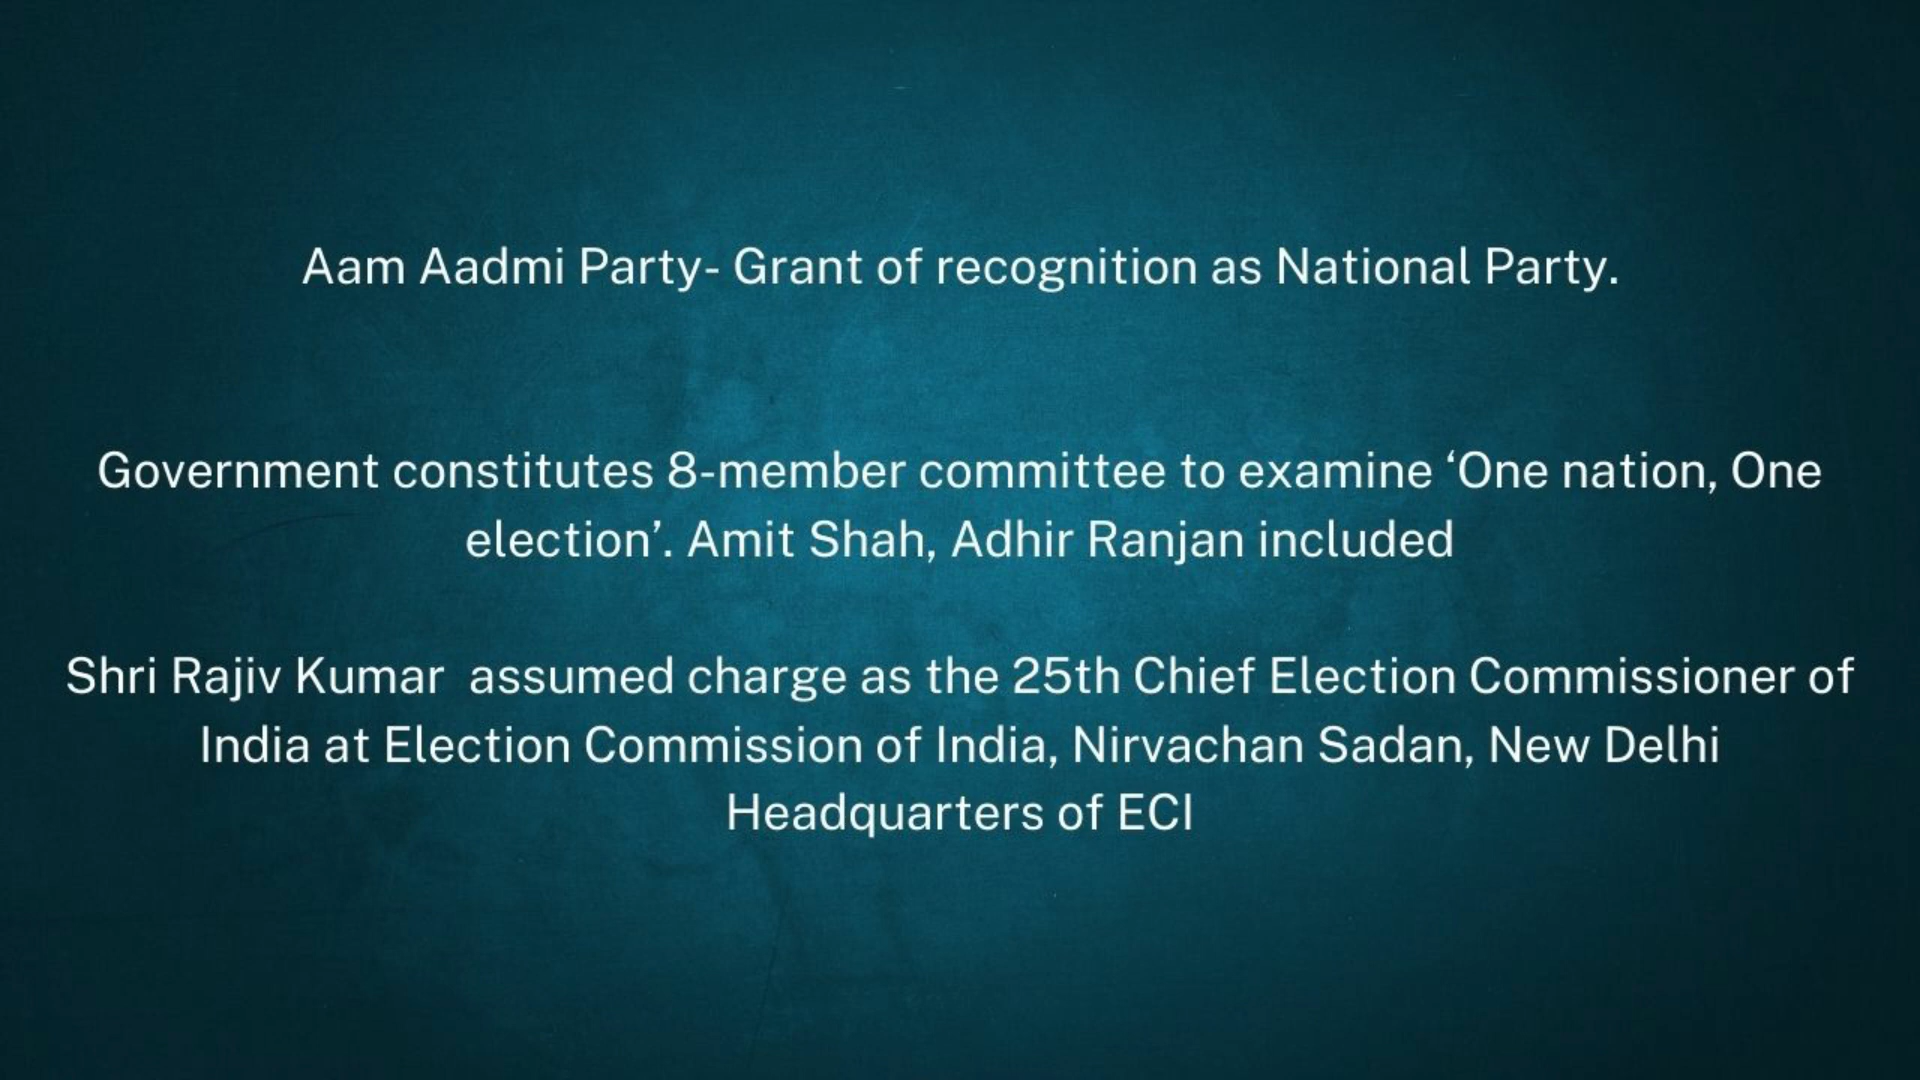 Aam Aadmi Party- Grant of recognition as National Party.
Government constitutes 8-member committee to examine ‘One nation, One
election’. Amit Shah, Adhir Ranjan included
Shri Rajiv Kumar  assumed charge as the 25th Chief Election Commissioner of
India at Election Commission of India, Nirvachan Sadan, New Delhi
Headquarters of ECI